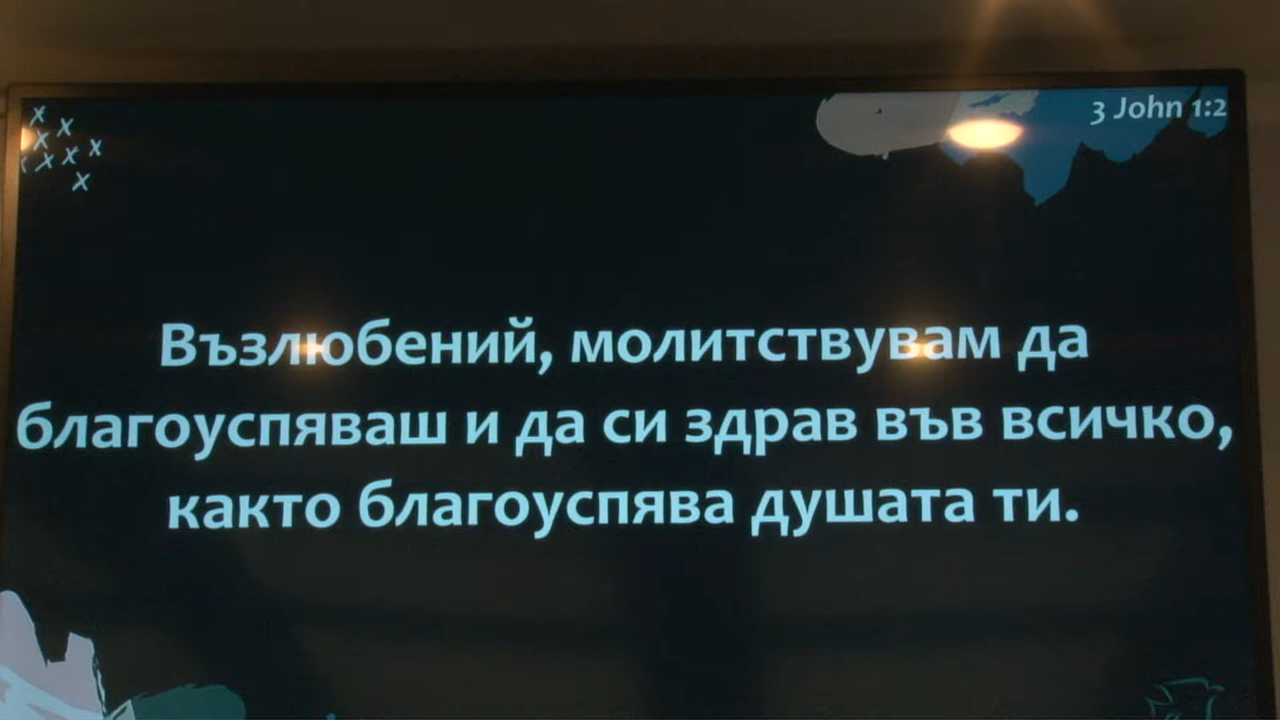 3 John 1:2
Възлюбений, молитствувам да
благоуспяваш и да си здрав във всичко,
както благоуспява душата ти.